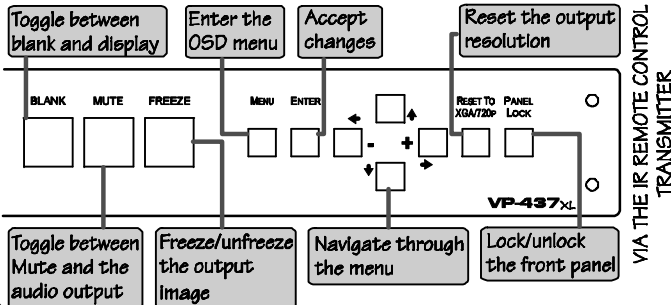 Toggle between
blank and display
Enter the
OSD menu
Accept
changes
Reset the output
resolution
BLANK
MUTE
FREEZE
MENU
ENTER
RESET TO
XGA/720P
PANEL
LOCK
-
+
VP-437XL
Toggle between
Mute and the
audio output
Freeze/unfreeze
the output
image
Navigate through
the menu
Lock/unlock
the front panel
VIA THE IR REMOTE CONTROL
TRANSMITTER